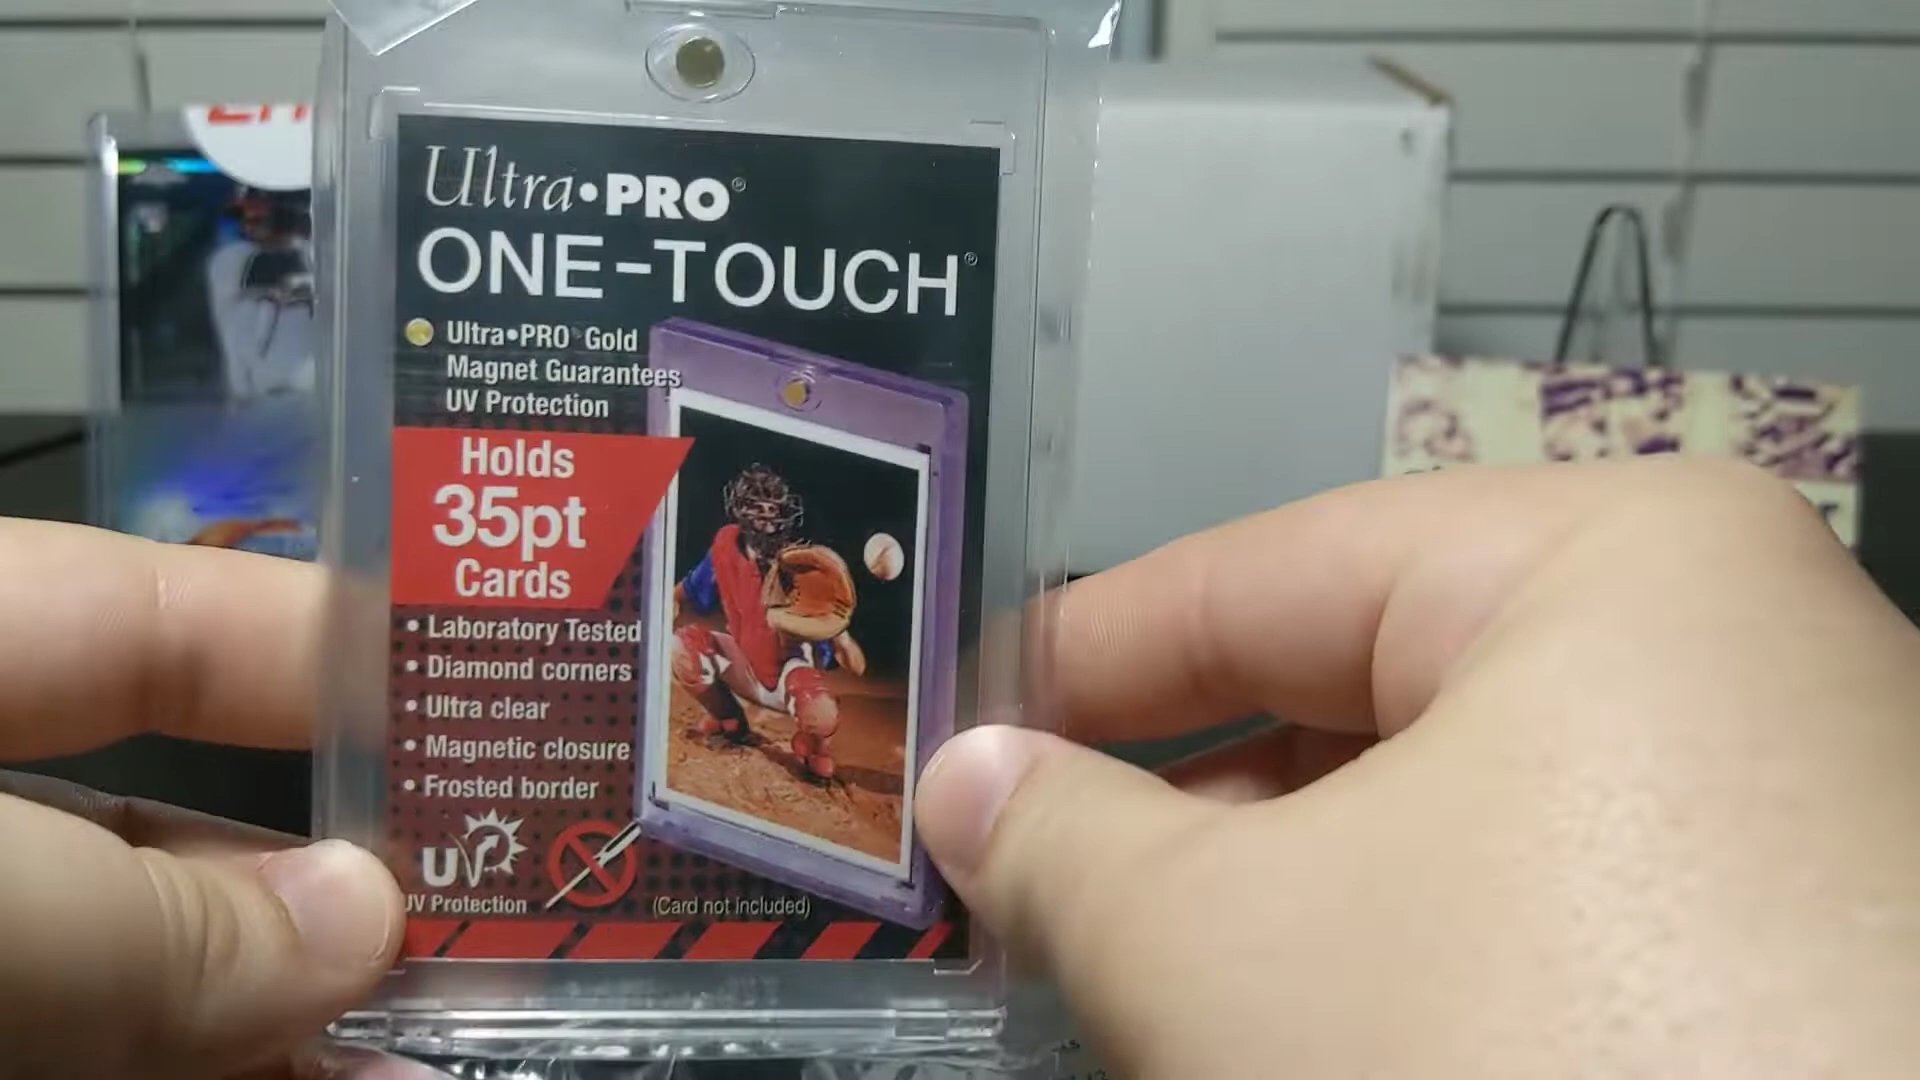 Ultra•PRO®
ONE-TOUCH®
Ultra•PRO Gold
Magnet Guarantees
UV Protection
Holds
35pt
Cards
• Laboratory Tested
• Diamond corners
• Ultra clear
• Magnetic closure
• Frosted border
UV
UV Protection
(Card not included)